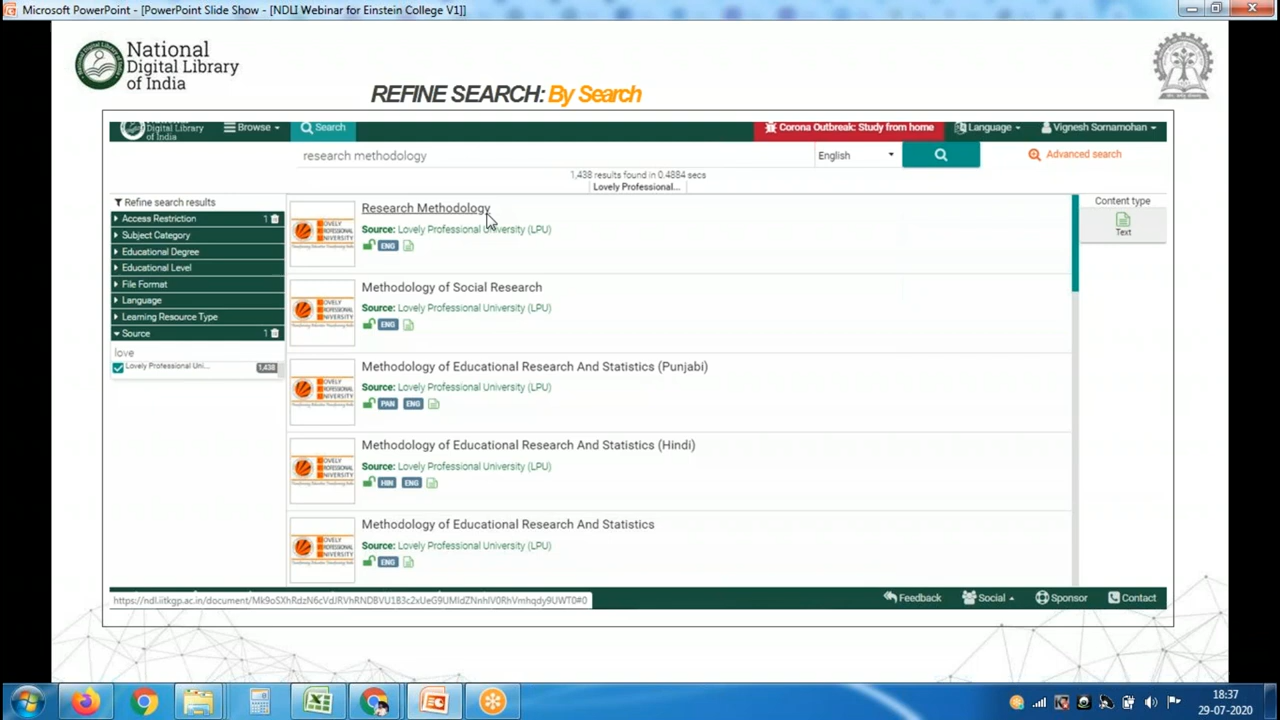 Microsoft PowerPoint - [PowerPoint Slide Show - [NDLI Webinar for Einstein College V1]]
National
Digital Library
of India
REFINE SEARCH: By Search
Digital Library
of India
Browse
Search
Corona Outbreak: Study from home
Language
Vignesh Sornamohan
research methodology
English
Advanced search
1,438 results found in 0.4884 secs
Lovely Professional...
Refine search results
Access Restriction 1
Subject Category
Educational Degree
Educational Level
File Format
Language
Learning Resource Type
Source 1
love
Lovely Professional Uni... 1,438
Research Methodology
Source: Lovely Professional University (LPU)
ENG
Methodology of Social Research
Source: Lovely Professional University (LPU)
ENG
Methodology of Educational Research And Statistics (Punjabi)
Source: Lovely Professional University (LPU)
PAN ENG
Methodology of Educational Research And Statistics (Hindi)
Source: Lovely Professional University (LPU)
HIN ENG
Methodology of Educational Research And Statistics
Source: Lovely Professional University (LPU)
ENG
Content type
Text
Feedback
Social
Sponsor
Contact
18:37
29-07-2020